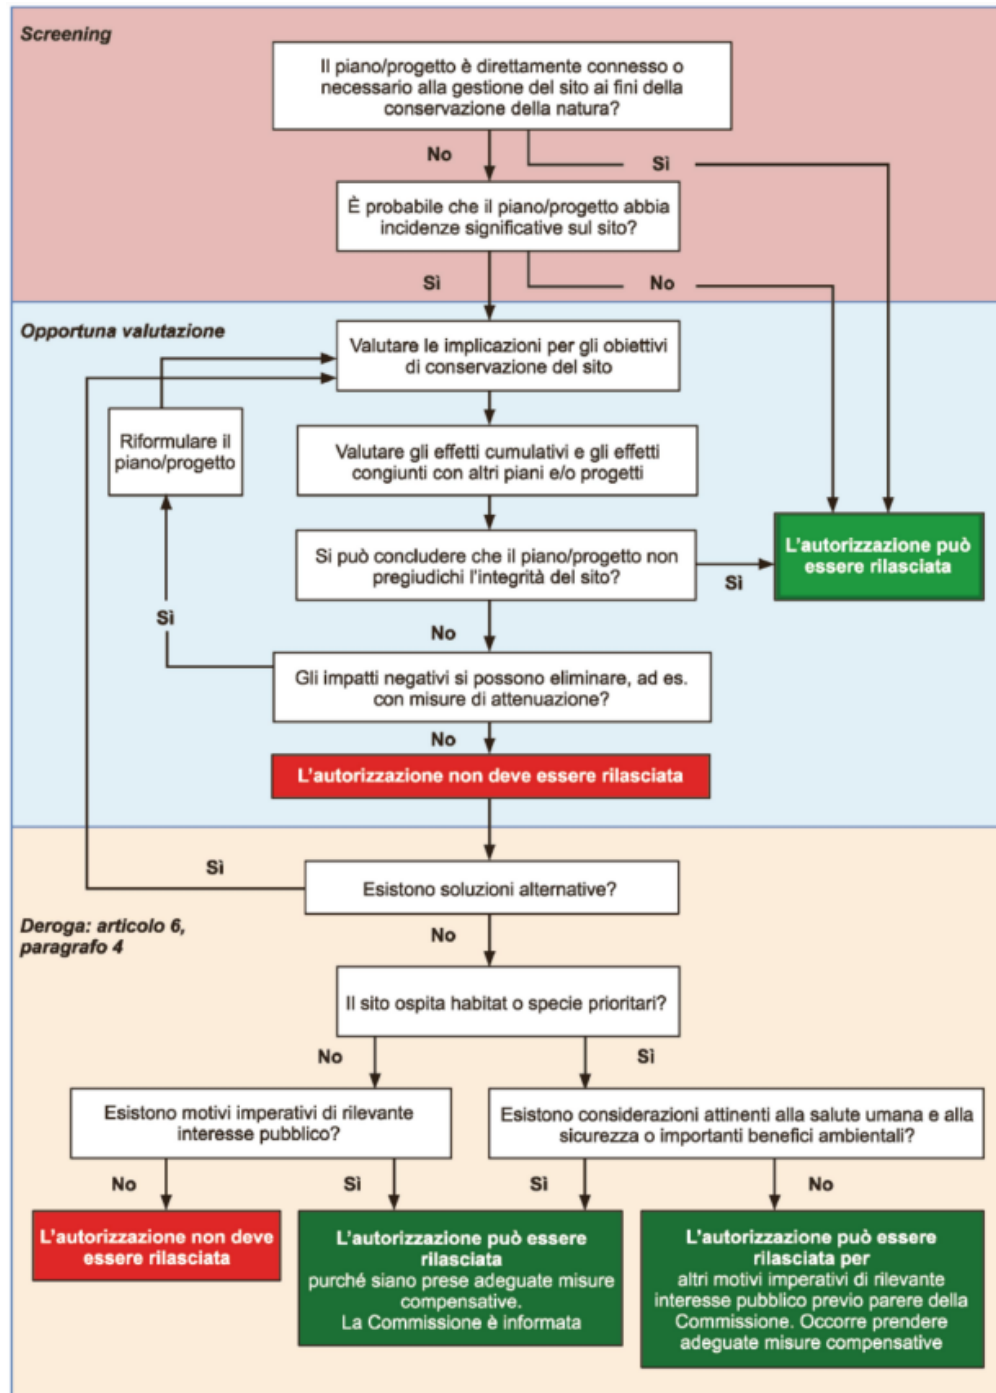 Screening
Il piano/progetto è direttamente connesso o
necessario alla gestione del sito ai fini della
conservazione della natura?
No
Sì
È probabile che il piano/progetto abbia
incidenze significative sul sito?
Sì
No
Opportuna valutazione
Valutare le implicazioni per gli obiettivi
di conservazione del sito
Riformulare il
piano/progetto
Valutare gli effetti cumulativi e gli effetti
congiunti con altri piani e/o progetti
Si può concludere che il piano/progetto non
pregiudichi l'integrità del sito?
Sì
L'autorizzazione può
essere rilasciata
Sì
No
Gli impatti negativi si possono eliminare, ad es.
con misure di attenuazione?
No
L'autorizzazione non deve essere rilasciata
Sì
Esistono soluzioni alternative?
Deroga: articolo 6,
paragrafo 4
No
Il sito ospita habitat o specie prioritari?
No
Sì
Esistono motivi imperativi di rilevante
interesse pubblico?
Esistono considerazioni attinenti alla salute umana e alla
sicurezza o importanti benefici ambientali?
No
Sì
Sì
No
L'autorizzazione non deve
essere rilasciata
L'autorizzazione può essere
rilasciata
purché siano prese adeguate misure
compensative.
La Commissione è informata
L'autorizzazione può essere
rilasciata per
altri motivi imperativi di rilevante
interesse pubblico previo parere della
Commissione. Occorre prendere
adeguate misure compensative